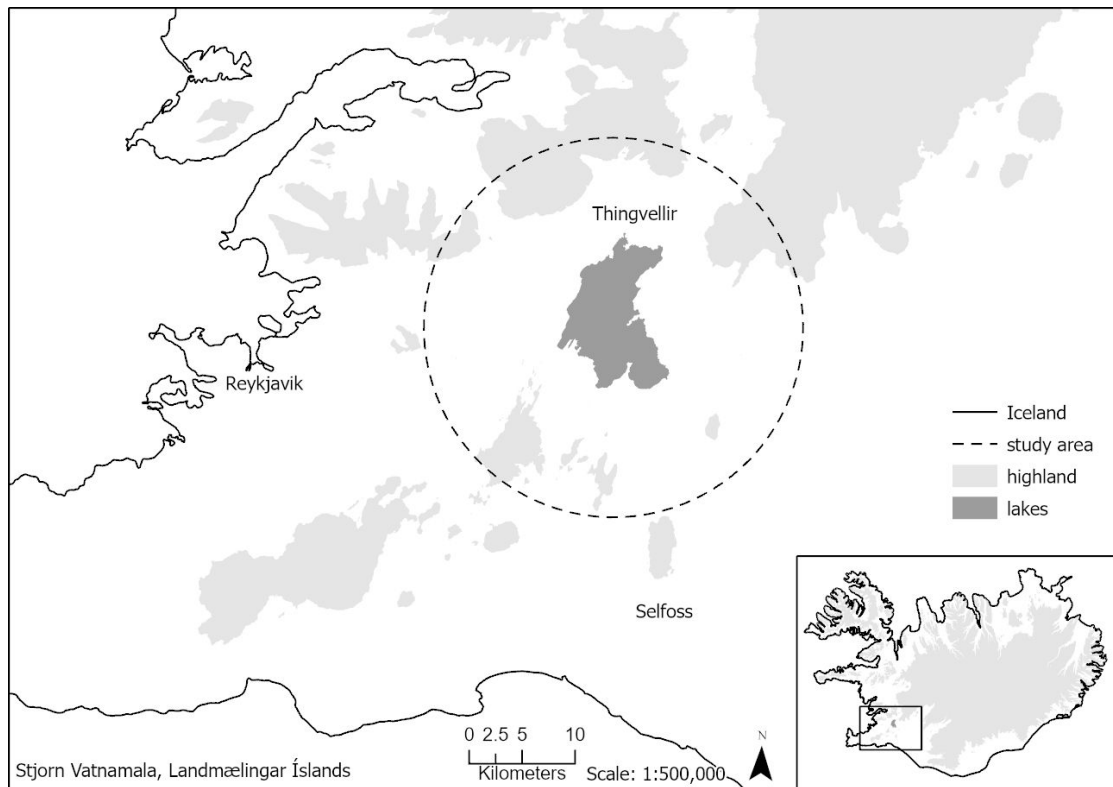 Thingvellir
Reykjavik
Iceland
study area
highland
lakes
Selfoss
0 2.5 5 10
Kilometers
Scale: 1:500,000
N
Stjorn Vatnamala, Landmælingar Íslands